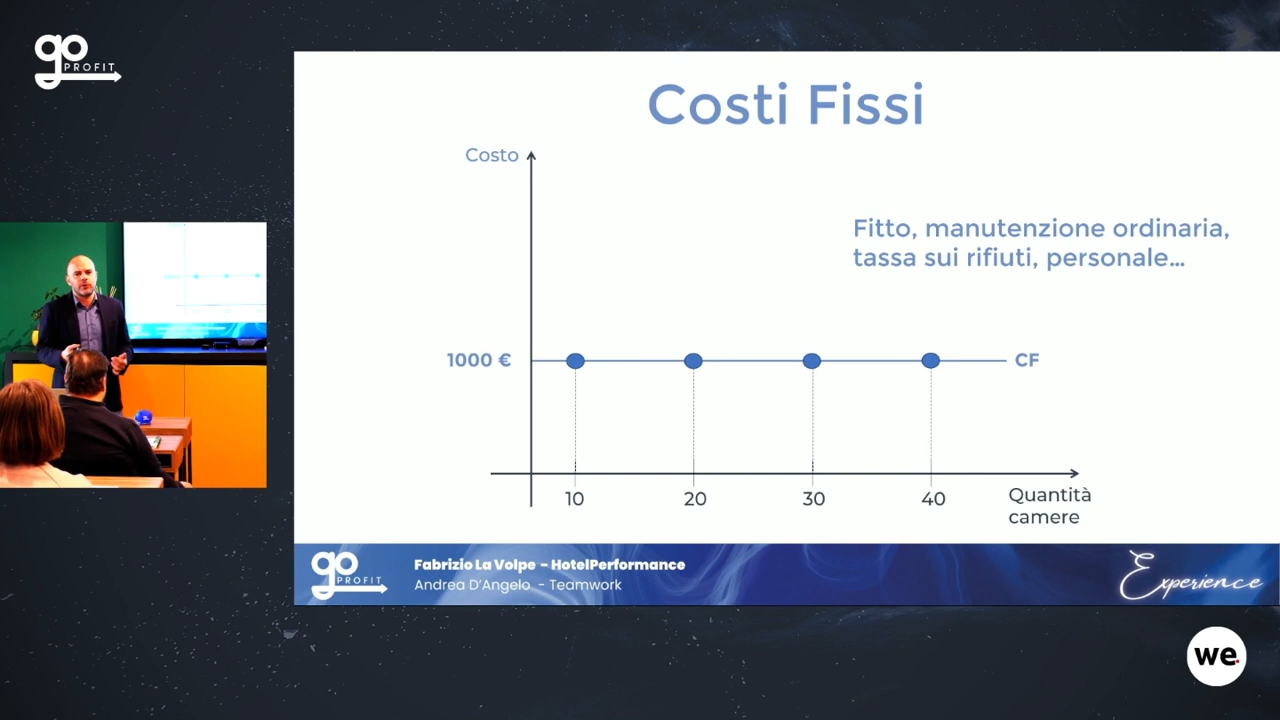 go
PROFIT
Costi Fissi
Costo
Fitto, manutenzione ordinaria,
tassa sui rifiuti, personale...
1000 €
CF
10 20 30 40
Quantità
camere
go
PROFIT
Fabrizio La Volpe - HotelPerformance
Andrea D'Angelo - Teamwork
Experience
we.